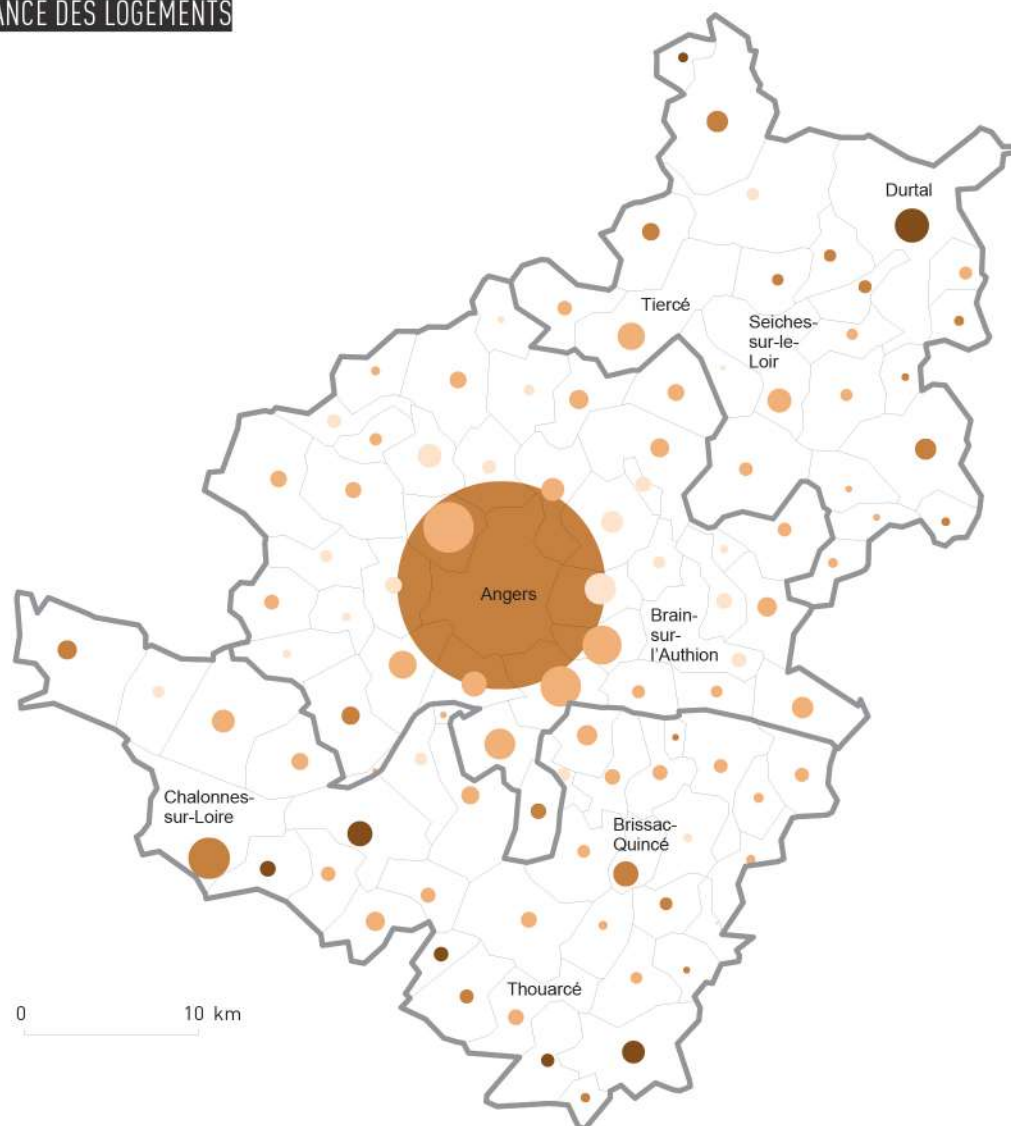 DES LOGEMENTS
Durtal
Tiercé
Seiches-
sur-le-
Loir
Angers
Brain-
sur-
l'Authion
Chalonnes-
sur-Loire
Brissac-
Quincé
Thouarcé
0 10 km